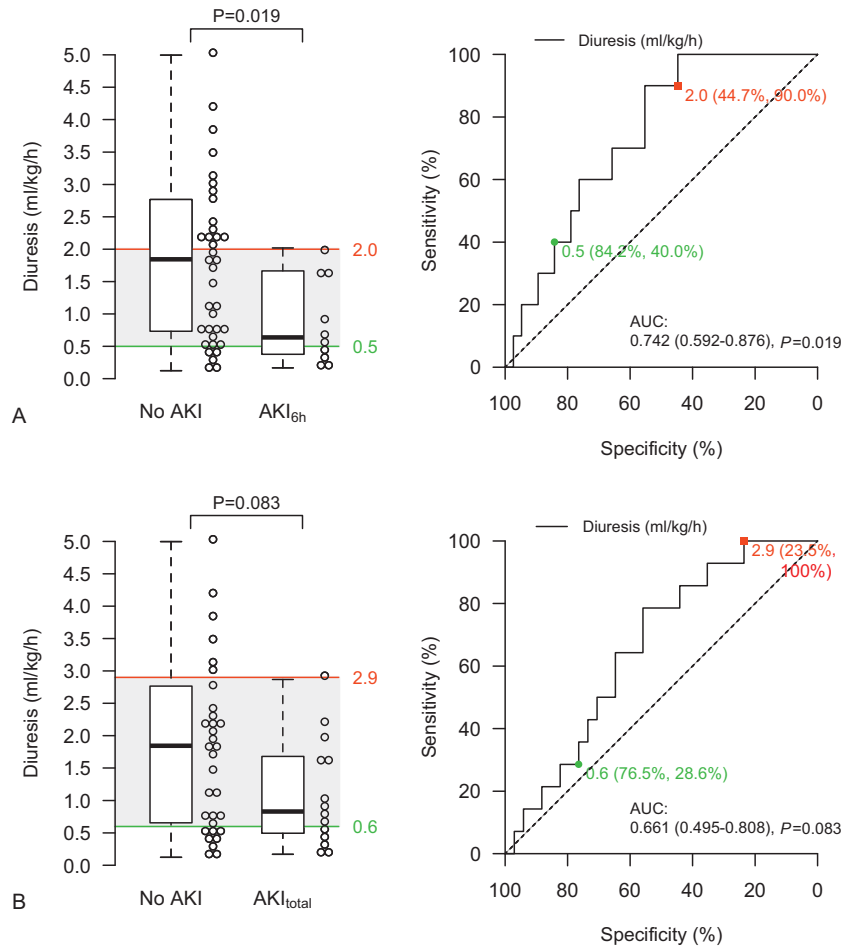 P=0.019
5.0
4.5
4.0
3.5
3.0
2.5
2.0
1.5
1.0
0.5
0.0
Diuresis (ml/kg/h)
2.0
0.5
No AKI
AKI6h
A
Diuresis (ml/kg/h)
100
80
60
40
20
0
Sensitivity (%)
2.0 (44.7%, 90.0%)
0.5 (84.2%, 40.0%)
AUC:
0.742 (0.592-0.876), P=0.019
100 80 60 40 20 0
Specificity (%)
P=0.083
5.0
4.5
4.0
3.5
3.0
2.5
2.0
1.5
1.0
0.5
0.0
Diuresis (ml/kg/h)
2.9
0.6
No AKI
AKItotal
B
Diuresis (ml/kg/h)
100
80
60
40
20
0
Sensitivity (%)
2.9 (23.5%,
100%)
0.6 (76.5%, 28.6%)
AUC:
0.661 (0.495-0.808), P=0.083
100 80 60 40 20 0
Specificity (%)